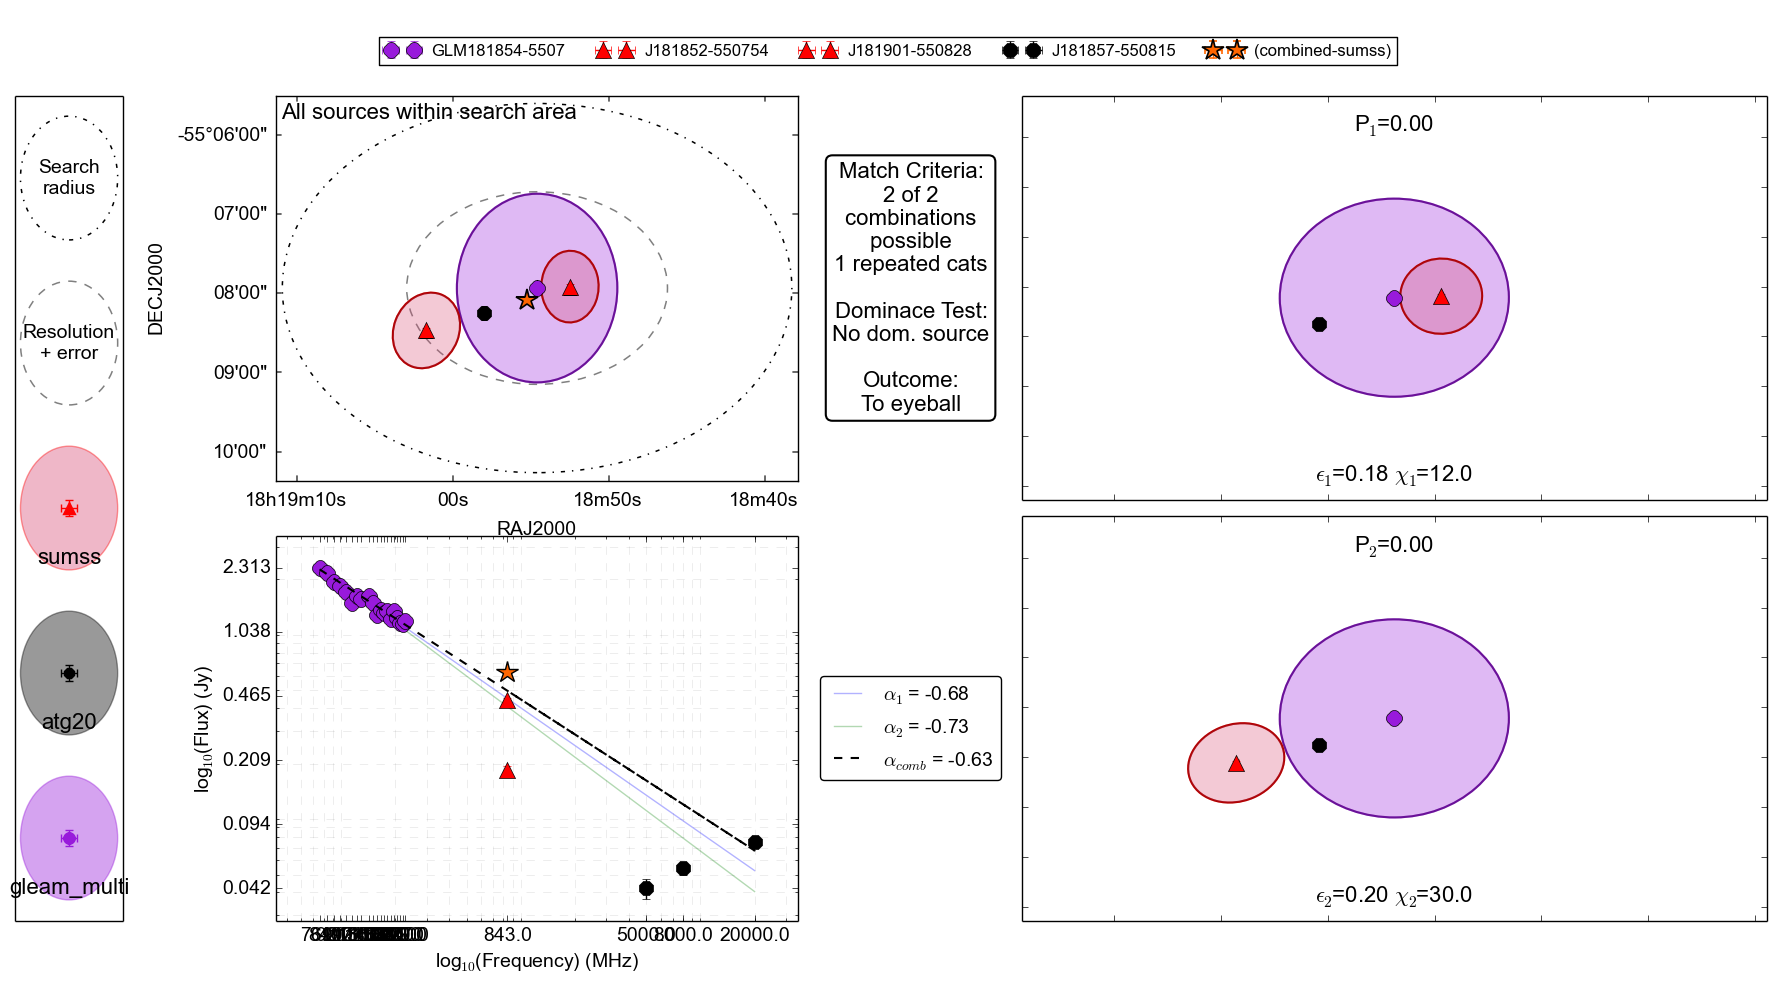 GLM181854-5507 J181852-550754 J181901-550828 J181857-550815 (combined-sumss)
Search
radius
Resolution
+ error
sumss
atg20
gleam_multi
All sources within search area
DECJ2000
-55°06'00"
07'00"
08'00"
09'00"
10'00"
18h19m10s 00s 18m50s 18m40s
RAJ2000
Match Criteria:
2 of 2
combinations
possible
1 repeated cats
Dominace Test:
No dom. source
Outcome:
To eyeball
P1=0.00
ϵ1=0.18 χ1=12.0
log10(Flux) (Jy)
2.313
1.038
0.465
0.209
0.094
0.042
843.0 5000.0 8000.0 20000.0
log10(Frequency) (MHz)
α1 = -0.68
α2 = -0.73
αcomb = -0.63
P2=0.00
ϵ2=0.20 χ2=30.0